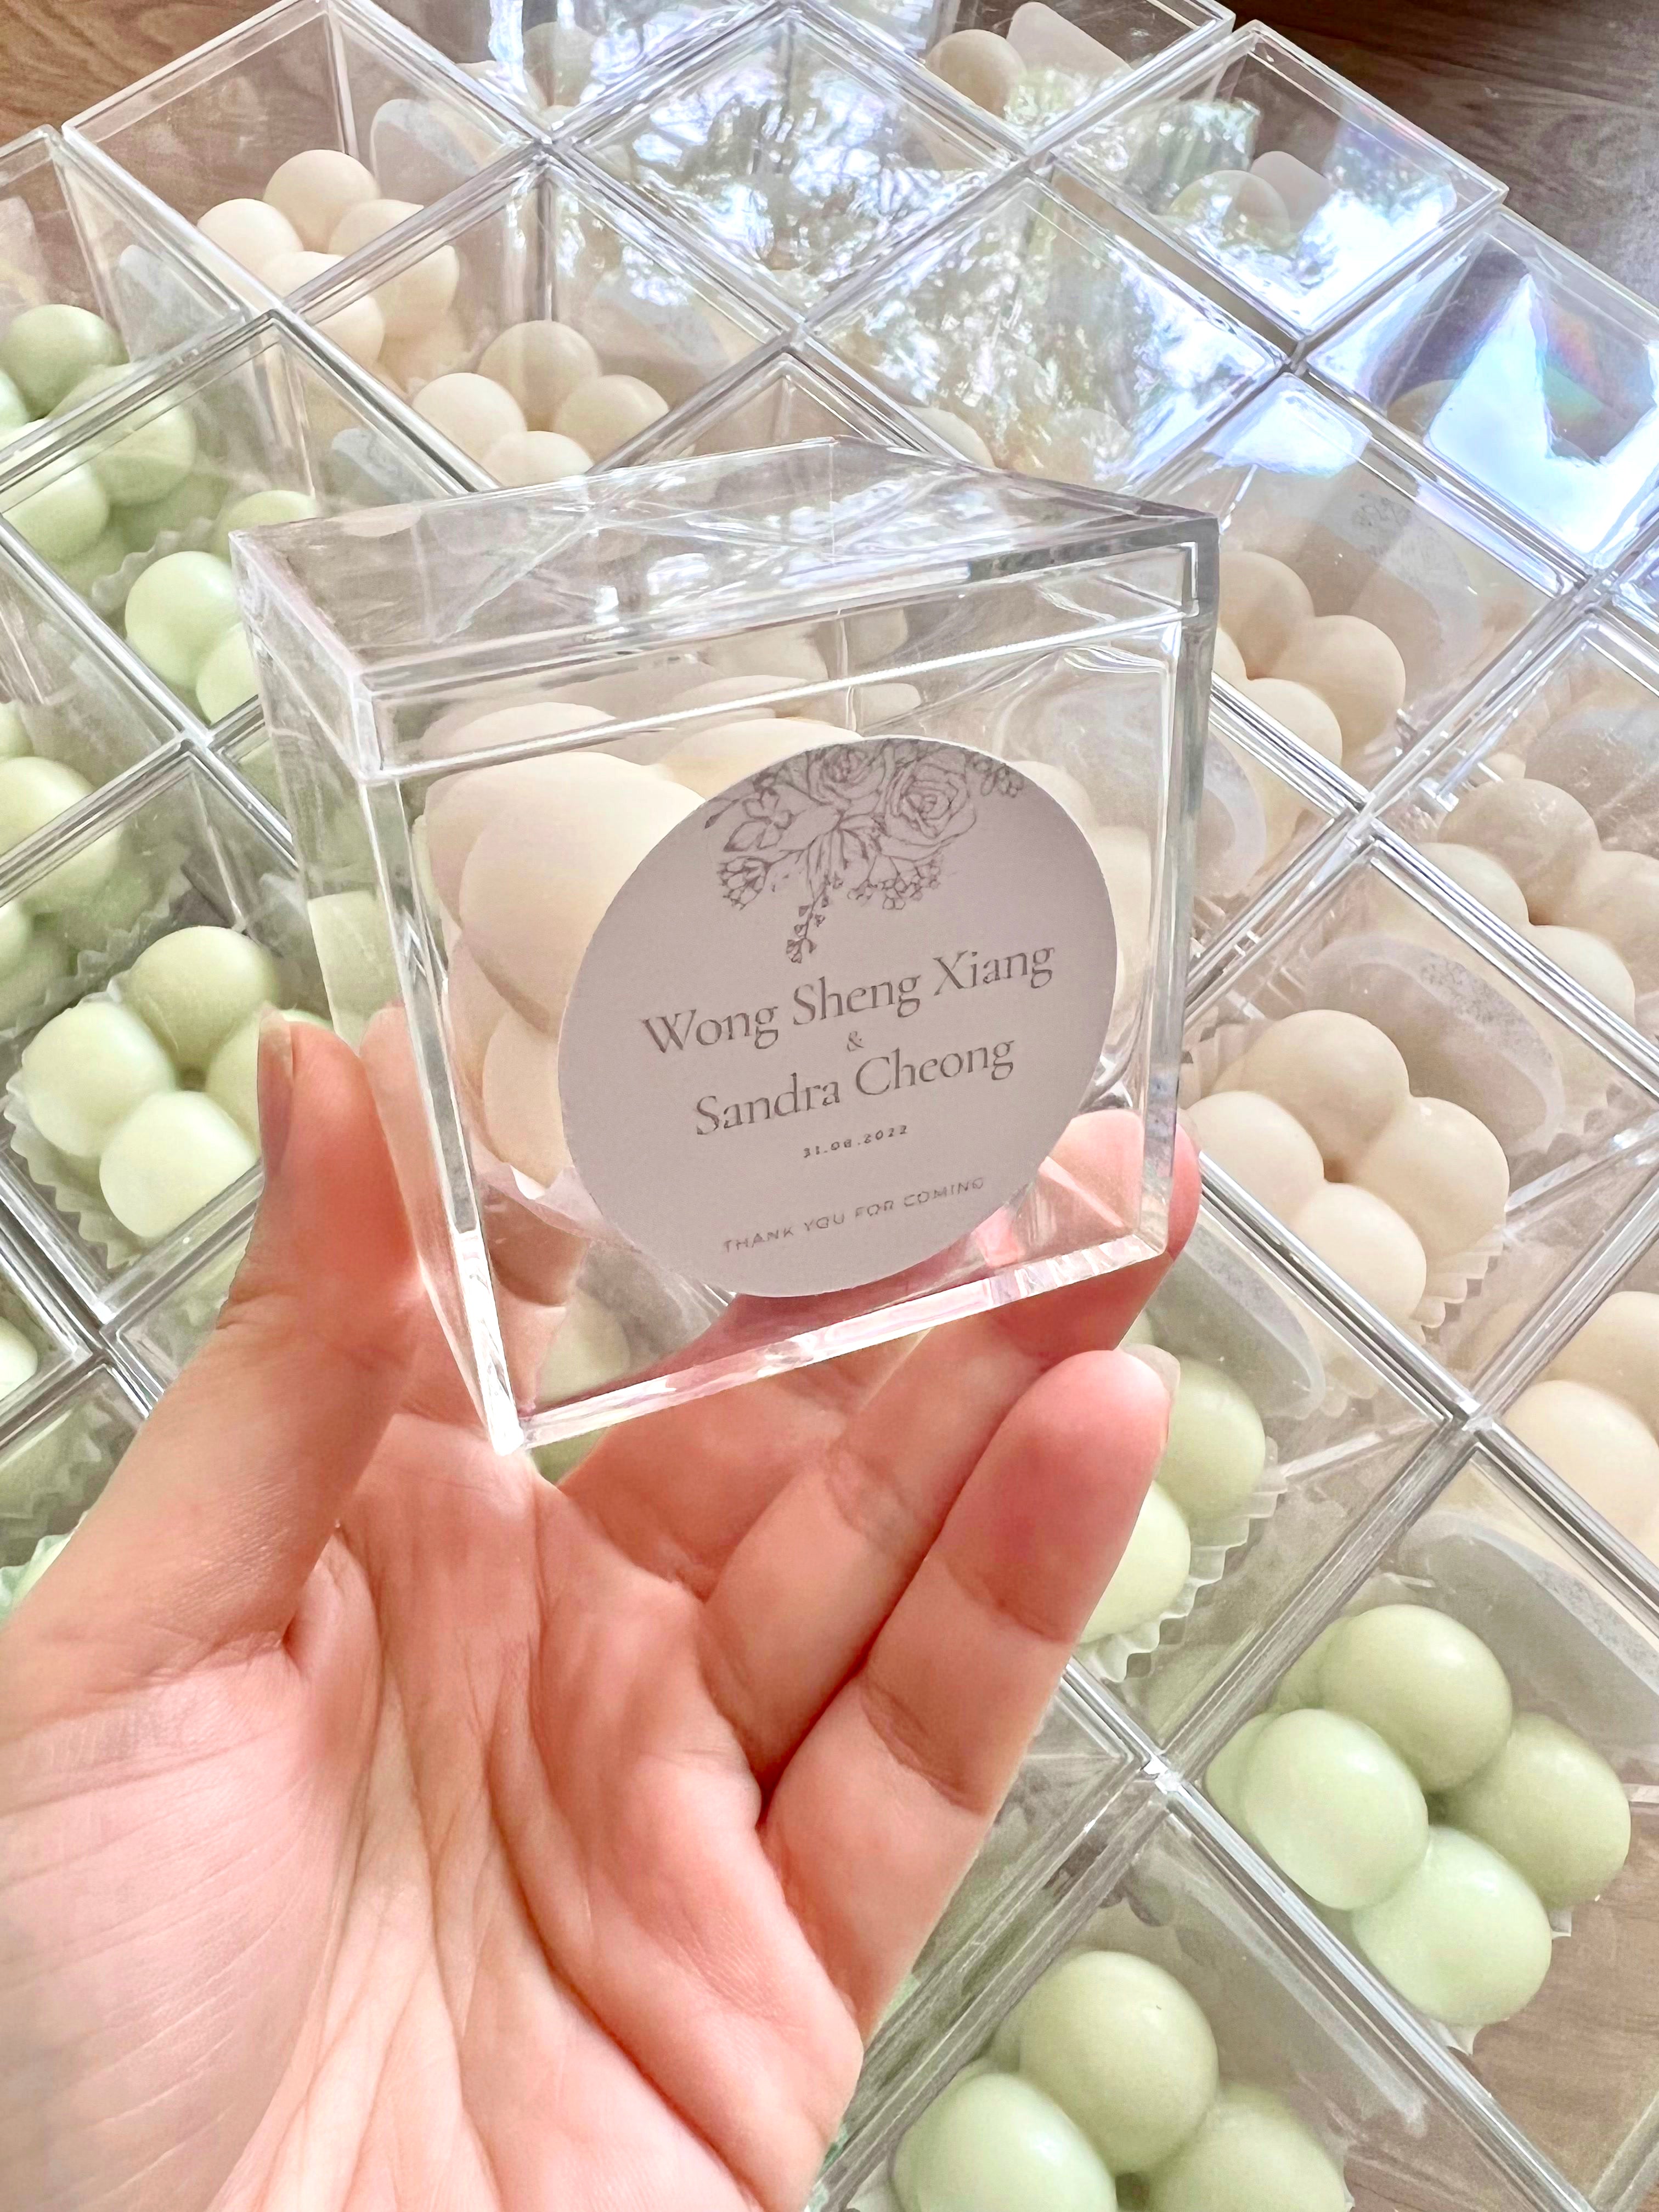 Wong Sheng Xiang
&
Sandra Cheong
31.08.2022
THANK YOU FOR COMING